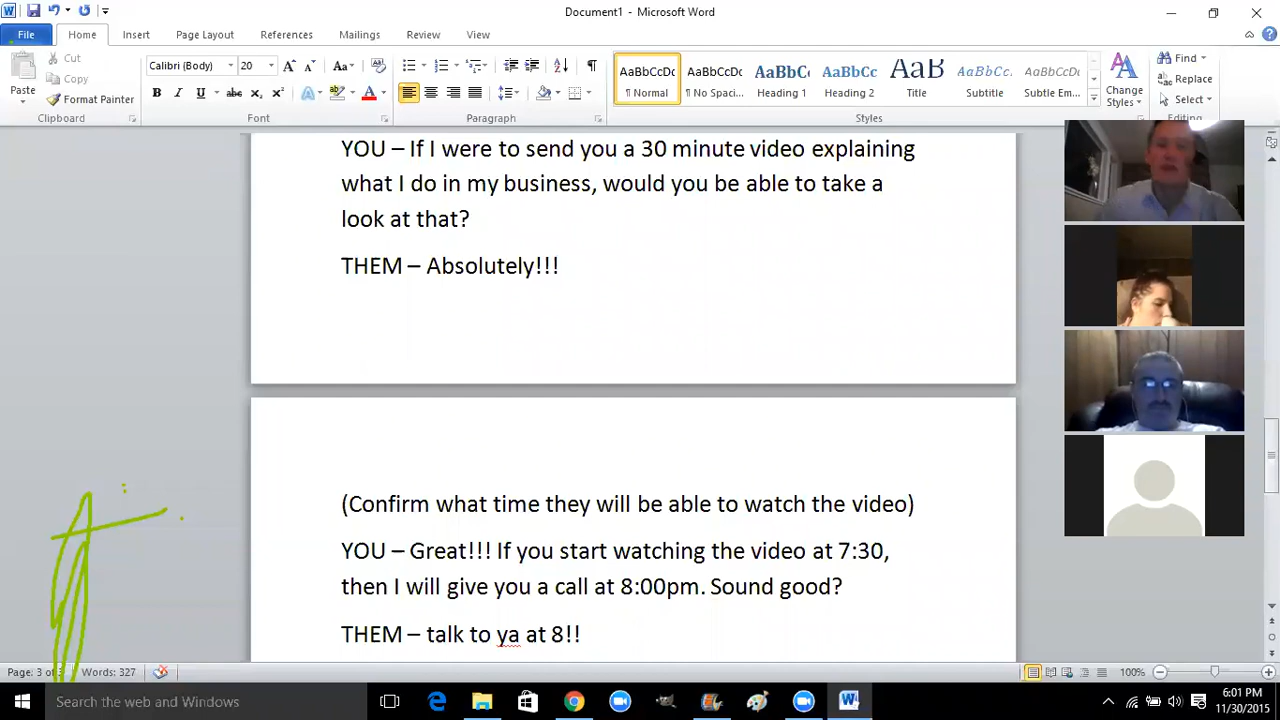 Document1 - Microsoft Word
File Home Insert Page Layout References Mailings Review View
Cut
Copy
Paste
Format Painter
Clipboard
Calibri (Body) 20
Font
Paragraph
AaBbCcDc AaBbCcDc AaBbCc AaBbCc AaB AaBbCcL AaBbCcDc
¶ Normal ¶ No Spaci... Heading 1 Heading 2 Title Subtitle Subtle Em...
Styles
Change Styles
Find
Replace
Select
Editing
YOU – If I were to send you a 30 minute video explaining
what I do in my business, would you be able to take a
look at that?
THEM – Absolutely!!!
(Confirm what time they will be able to watch the video)
YOU – Great!!! If you start watching the video at 7:30,
then I will give you a call at 8:00pm. Sound good?
THEM – talk to ya at 8!!
Page: 3 of Words: 327
100%
Search the web and Windows
6:01 PM
11/30/2015